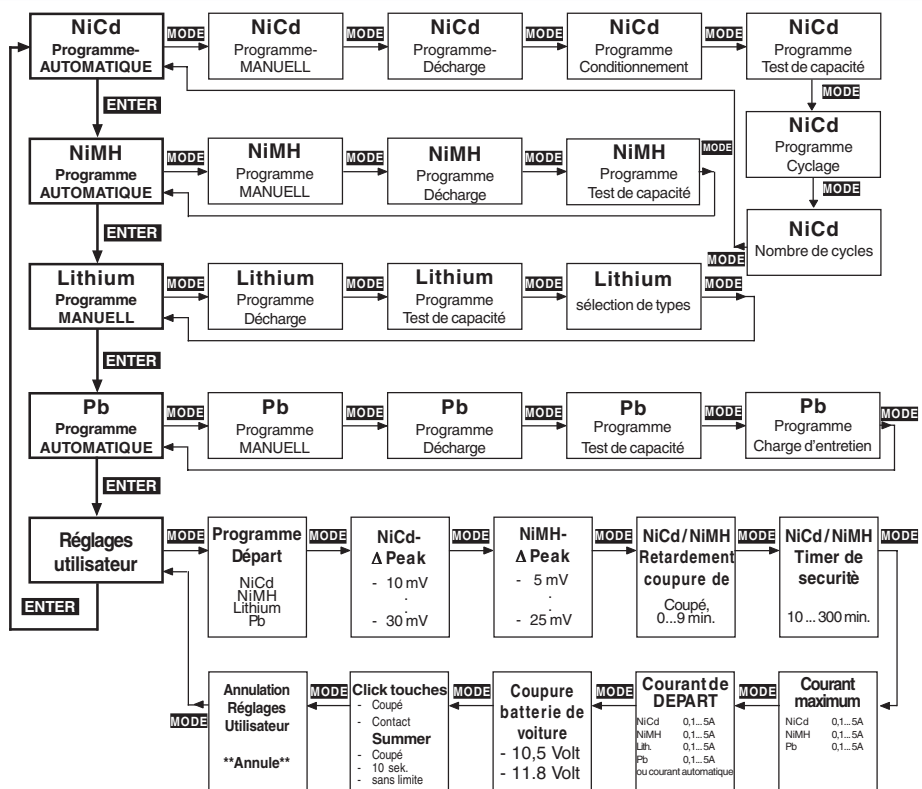 NiCd
Programme-
AUTOMATIQUE
MODE
NiCd
Programme-
MANUELL
MODE
NiCd
Programme-
Décharge
MODE
NiCd
Programme
Conditionnement
MODE
NiCd
Programme
Test de capacité
MODE
NiCd
Programme
Cyclage
MODE
NiCd
Nombre de cycles
MODE
ENTER
NiMH
Programme
AUTOMATIQUE
MODE
NiMH
Programme
MANUELL
MODE
NiMH
Programme
Décharge
MODE
NiMH
Programme
Test de capacité
MODE
ENTER
Lithium
Programme
MANUELL
MODE
Lithium
Programme
Décharge
MODE
Lithium
Programme
Test de capacité
MODE
Lithium
sélection de types
MODE
ENTER
Pb
Programme
AUTOMATIQUE
MODE
Pb
Programme
MANUELL
MODE
Pb
Programme
Décharge
MODE
Pb
Programme
Test de capacité
MODE
Pb
Programme
Charge d'entretien
MODE
ENTER
Réglages
utilisateur
ENTER
MODE
Programme
Départ
NiCd
NiMH
Lithium
Pb
MODE
NiCd-
Δ Peak
- 10 mV
.
.
- 30 mV
MODE
NiMH-
Δ Peak
- 5 mV
.
.
- 25 mV
MODE
NiCd/NiMH
Retardement
coupure de
Coupé,
0...9 min.
MODE
NiCd/NiMH
Timer de
securitè
10 ... 300 min.
MODE
Courant
maximum
NiCd 0,1... 5A
NiMH 0,1... 5A
Pb 0,1... 5A
MODE
Courant de
DEPART
NiCd 0,1... 5A
NiMH 0,1... 5A
Lith. 0,1... 5A
Pb 0,1... 5A
ou courant automatique
MODE
Coupure
batterie de
voiture
- 10,5 Volt
- 11.8 Volt
MODE
Click touches
- Coupé
- Contact
Summer
- Coupé
- 10 sek.
- sans limite
MODE
Annulation
Réglages
Utilisateur
**Annule**
MODE